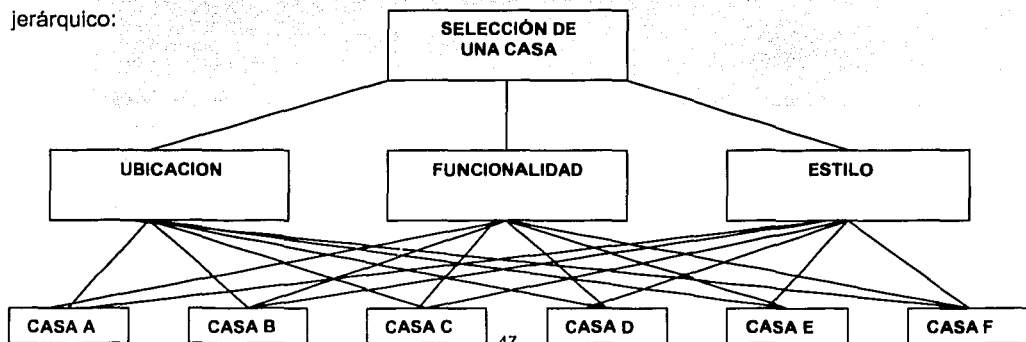 jerárquico:
SELECCIÓN DE
UNA CASA
UBICACION
FUNCIONALIDAD
ESTILO
CASA A
CASA B
CASA C
CASA D
CASA E
CASA F
47